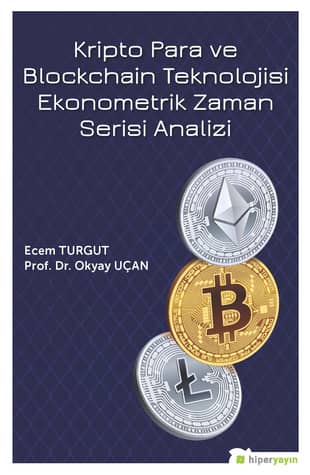 Kripto Para ve
Blockchain Teknolojisi
Ekonometrik Zaman
Serisi Analizi
Ecem TURGUT
Prof. Dr. Okyay UÇAN
hiperyayın